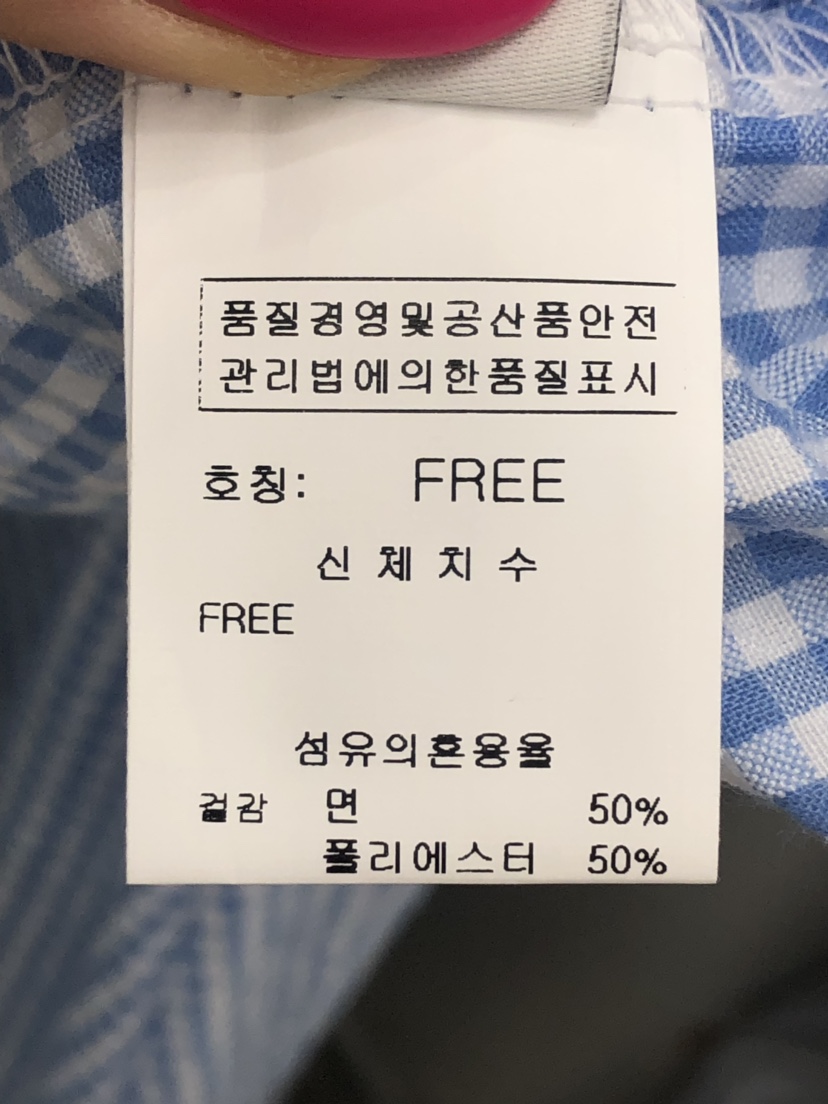 품질경영및공산품안전
관리법에의한품질표시
호칭: FREE
신체치수
FREE
섬유의혼용율
겉감 면 50%
폴리에스터 50%